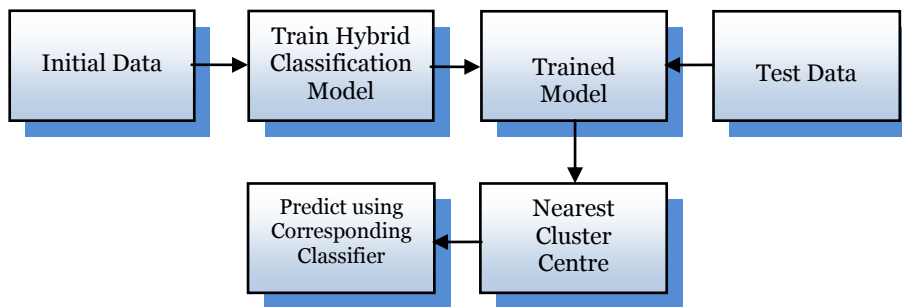 Initial Data
Train Hybrid
Classification
Model
Trained
Model
Test Data
Predict using
Corresponding
Classifier
Nearest
Cluster
Centre